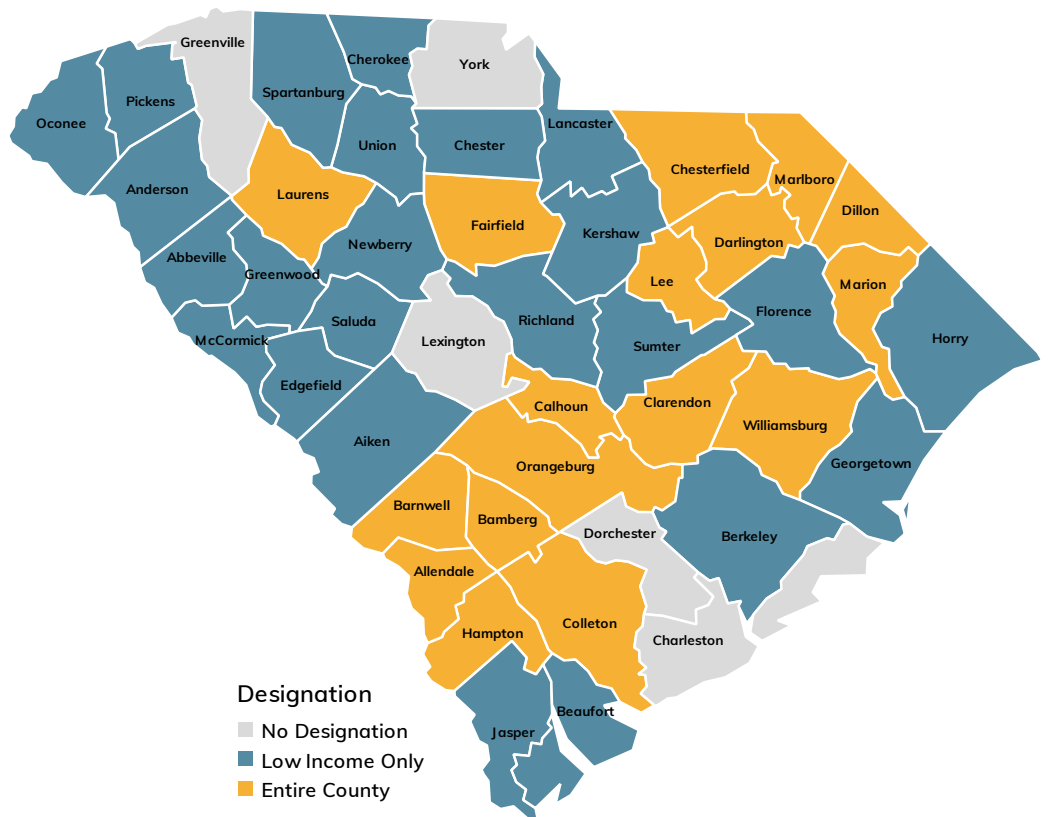 Greenville
York
Cherokee
Spartanburg
Pickens
Oconee
Lancaster
Union
Chester
Chesterfield
Marlboro
Anderson
Laurens
Dillon
Fairfield
Kershaw
Darlington
Newberry
Abbeville
Greenwood
Lee
Marion
Florence
Saluda
Richland
Horry
McCormick
Lexington
Sumter
Edgefield
Calhoun
Clarendon
Williamsburg
Aiken
Georgetown
Orangeburg
Barnwell
Bamberg
Dorchester
Berkeley
Allendale
Colleton
Hampton
Charleston
Beaufort
Jasper
Designation
No Designation
Low Income Only
Entire County